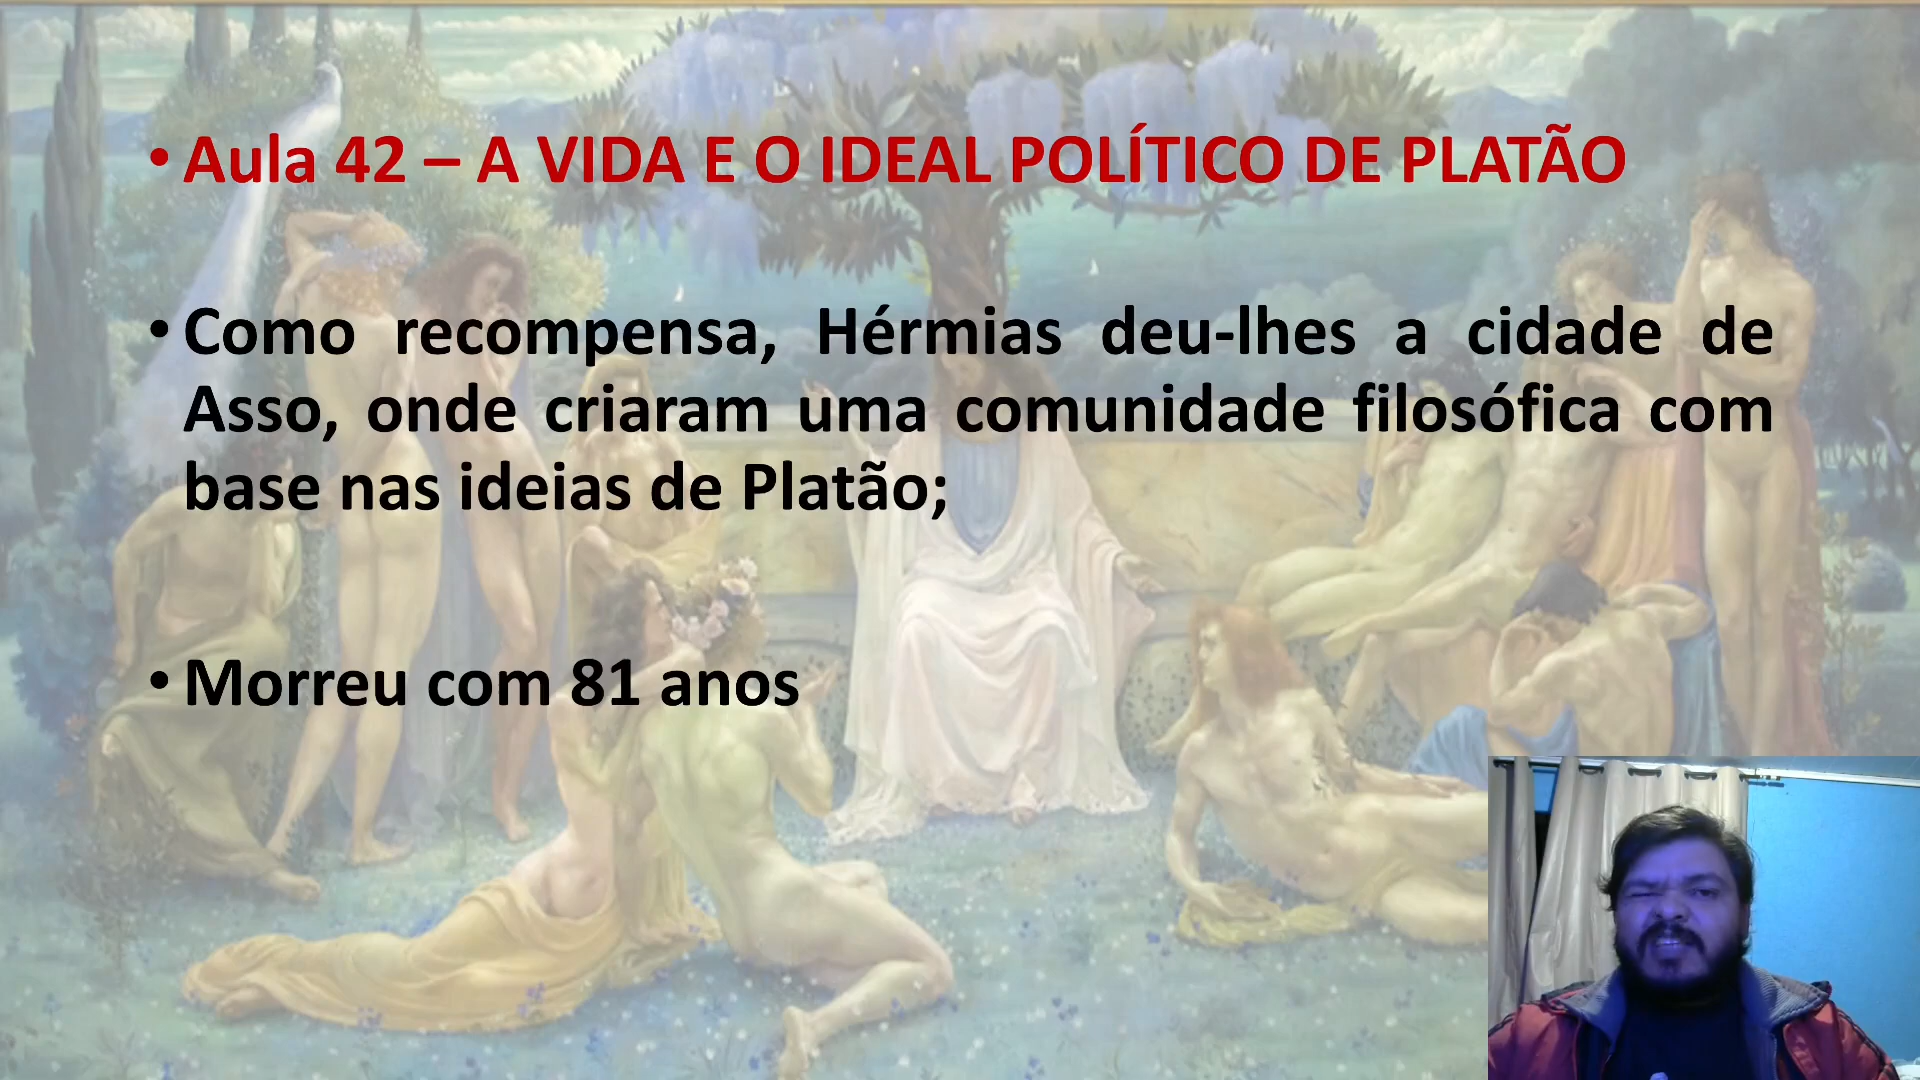 • Aula 42 – A VIDA E O IDEAL POLÍTICO DE PLATÃO
• Como recompensa, Hérmias deu-lhes a cidade de
Asso, onde criaram uma comunidade filosófica com
base nas ideias de Platão;
• Morreu com 81 anos